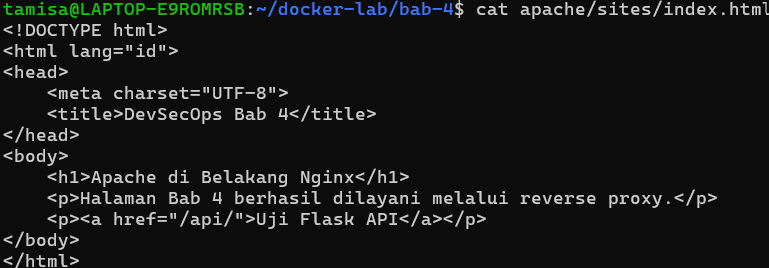 tamisa@LAPTOP-E9ROMRSB:~/docker-lab/bab-4$ cat apache/sites/index.html
<!DOCTYPE html>
<html lang="id">
<head>
    <meta charset="UTF-8">
    <title>DevSecOps Bab 4</title>
</head>
<body>
    <h1>Apache di Belakang Nginx</h1>
    <p>Halaman Bab 4 berhasil dilayani melalui reverse proxy.</p>
    <p><a href="/api/">Uji Flask API</a></p>
</body>
</html>